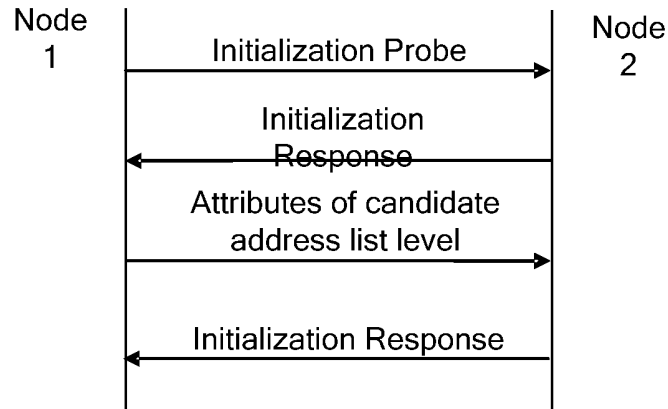 Node
1
Node
2
Initialization Probe
Initialization
Response
Attributes of candidate
address list level
Initialization Response